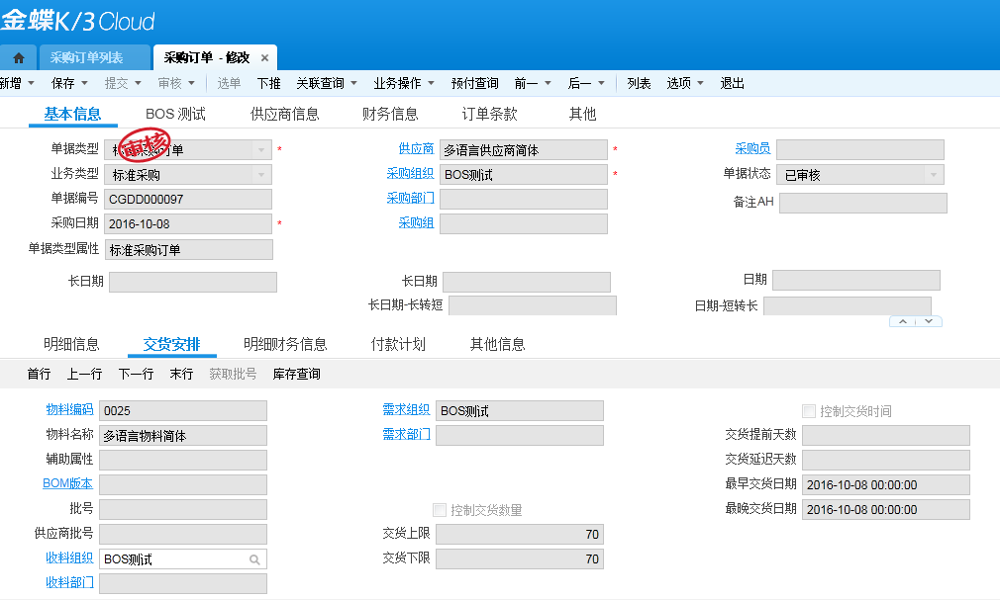 金蝶K/3 Cloud
采购订单列表 采购订单 - 修改 ×
新增 保存 提交 审核 选单 下推 关联查询 业务操作 预付查询 前一 后一 列表 选项 退出
基本信息 BOS 测试 供应商信息 财务信息 订单条款 其他
审核
单据类型 标准采购订单 * 供应商 多语言供应商简体 * 采购员
业务类型 标准采购 采购组织 BOS测试 * 单据状态 已审核
单据编号 CGDD000097 采购部门 备注AH
采购日期 2016-10-08 * 采购组
单据类型属性 标准采购订单
长日期 长日期 日期
长日期-长转短 日期-短转长
明细信息 交货安排 明细财务信息 付款计划 其他信息
首行 上一行 下一行 末行 获取批号 库存查询
物料编码 0025 需求组织 BOS测试 控制交货时间
物料名称 多语言物料简体 需求部门 交货提前天数
辅助属性 交货延迟天数
BOM版本 最早交货日期 2016-10-08 00:00:00
批号 控制交货数量 最晚交货日期 2016-10-08 00:00:00
供应商批号 交货上限 70
收料组织 BOS测试 交货下限 70
收料部门